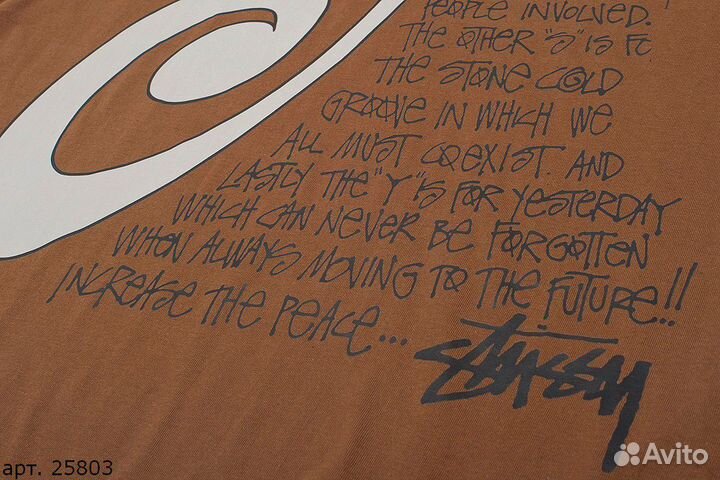 PEOPLE INVOLVED.
THE OTHER "S" IS FO
THE STONE COLD
GROOVE IN WHICH WE
ALL MUST COEXIST. AND
LASTLY THE "Y" IS FOR YESTERDAY
WHICH CAN NEVER BE FORGOTTEN
WHEN ALWAYS MOVING TO THE FUTURE!!
INCREASE THE PEACE...
STÜSSY
арт. 25803
Avito